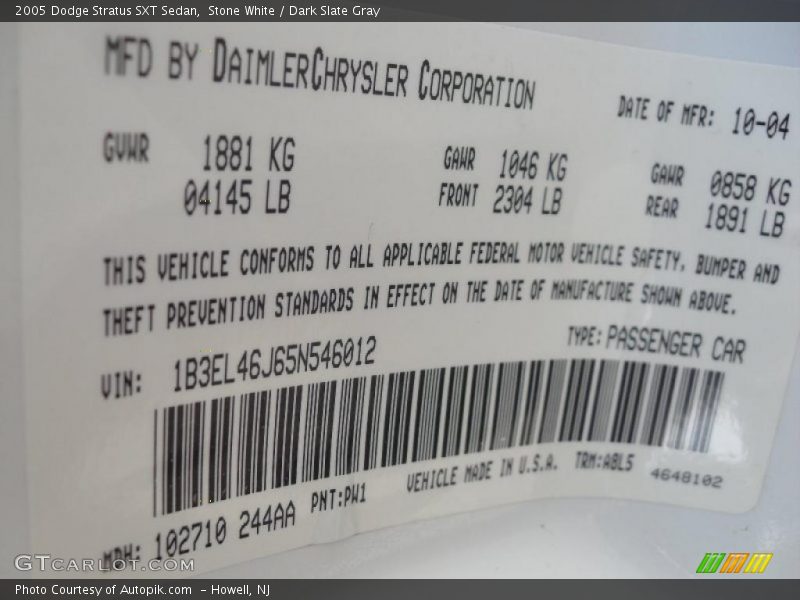 2005 Dodge Stratus SXT Sedan,  Stone White / Dark Slate Gray
MFD BY DAIMLERCHRYSLER CORPORATION
DATE OF MFR: 10-04
GVWR 1881 KG GAWR 1046 KG GAWR 0858 KG
04145 LB FRONT 2304 LB REAR 1891 LB
THIS VEHICLE CONFORMS TO ALL APPLICABLE FEDERAL MOTOR VEHICLE SAFETY, BUMPER AND
THEFT PREVENTION STANDARDS IN EFFECT ON THE DATE OF MANUFACTURE SHOWN ABOVE.
VIN: 1B3EL46J65N546012 TYPE: PASSENGER CAR
MDH: 102710 244AA PNT:PW1 VEHICLE MADE IN U.S.A. TRM:ABL5 4648102
GTCARLOT.COM
Photo Courtesy of Autopik.com  – Howell, NJ